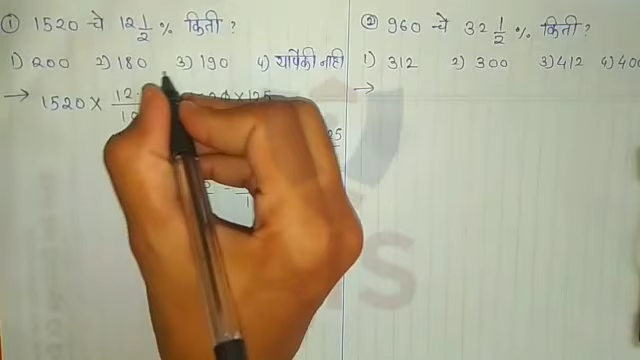 ① 1520 चे 12 1/2 % किती ?
1) 200 2) 180 3) 190 4) यापैकी नाही
→ 1520 ×
② 960 चे 32 1/2 % किती ?
1) 312 2) 300 3) 412 4) 400
→